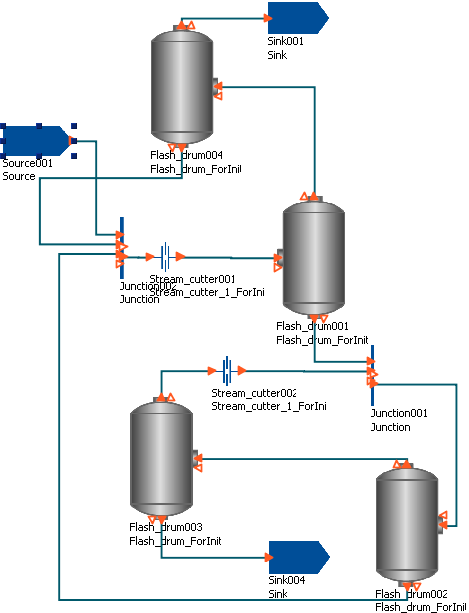 Sink001
Sink
Flash_drum004
Flash_drum_ForInit
Source001
Source
Stream_cutter001
Stream_cutter_1_ForIni
Junction002
Junction
Flash_drum001
Flash_drum_ForInit
Stream_cutter002
Stream_cutter_1_ForIni
Junction001
Junction
Flash_drum003
Flash_drum_ForInit
Sink004
Sink
Flash_drum002
Flash_drum_ForInit